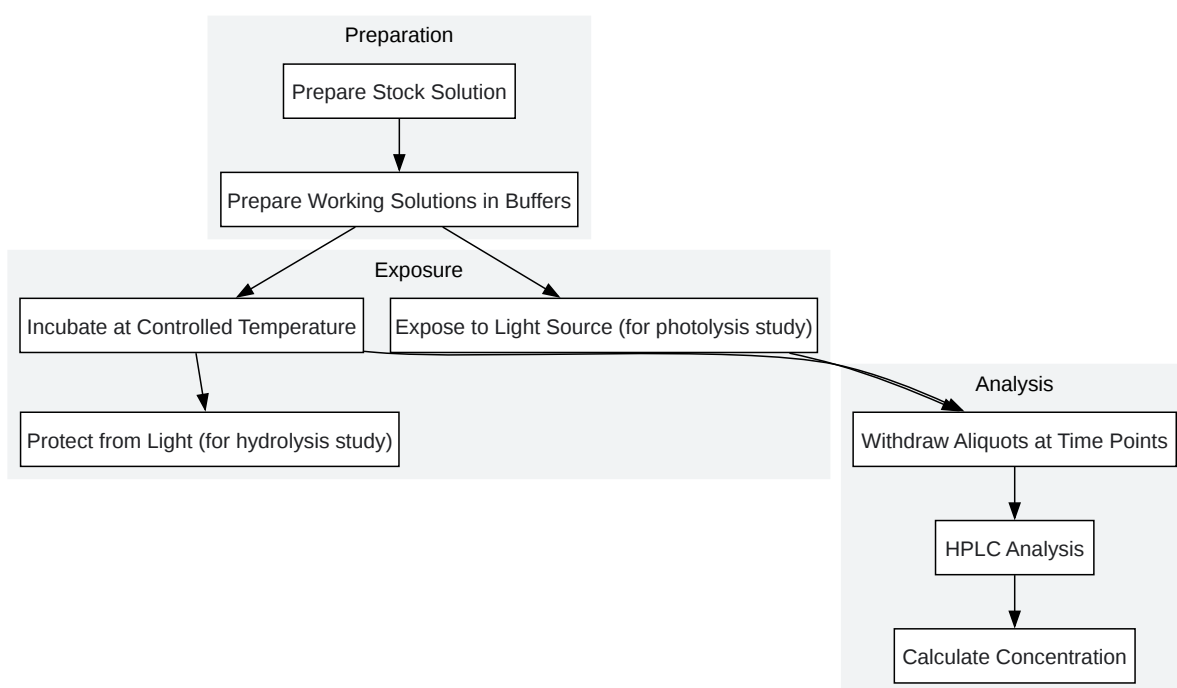 Preparation
Prepare Stock Solution
Prepare Working Solutions in Buffers
Exposure
Incubate at Controlled Temperature
Expose to Light Source (for photolysis study)
Protect from Light (for hydrolysis study)
Analysis
Withdraw Aliquots at Time Points
HPLC Analysis
Calculate Concentration